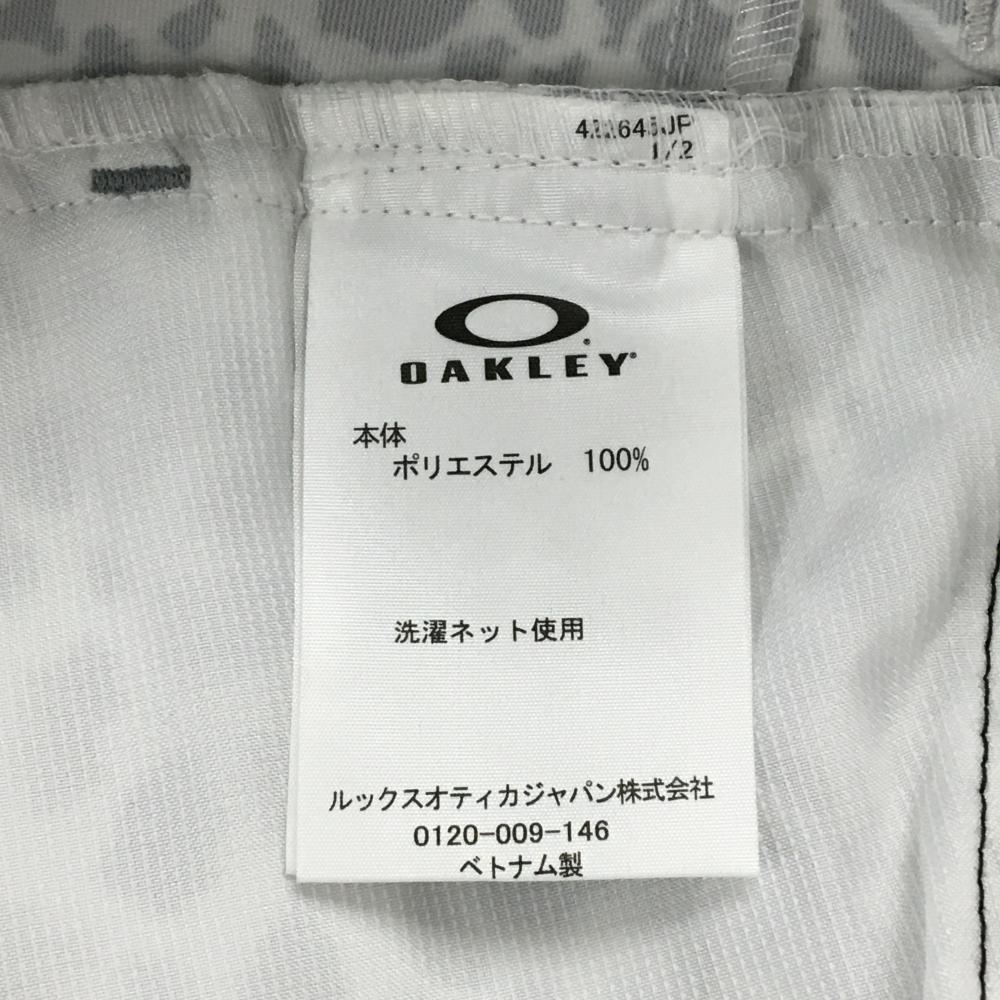 1/2
OAKLEY
本体
ポリエステル 100%
洗濯ネット使用
ルックスオティカジャパン株式会社
0120-009-146
ベトナム製